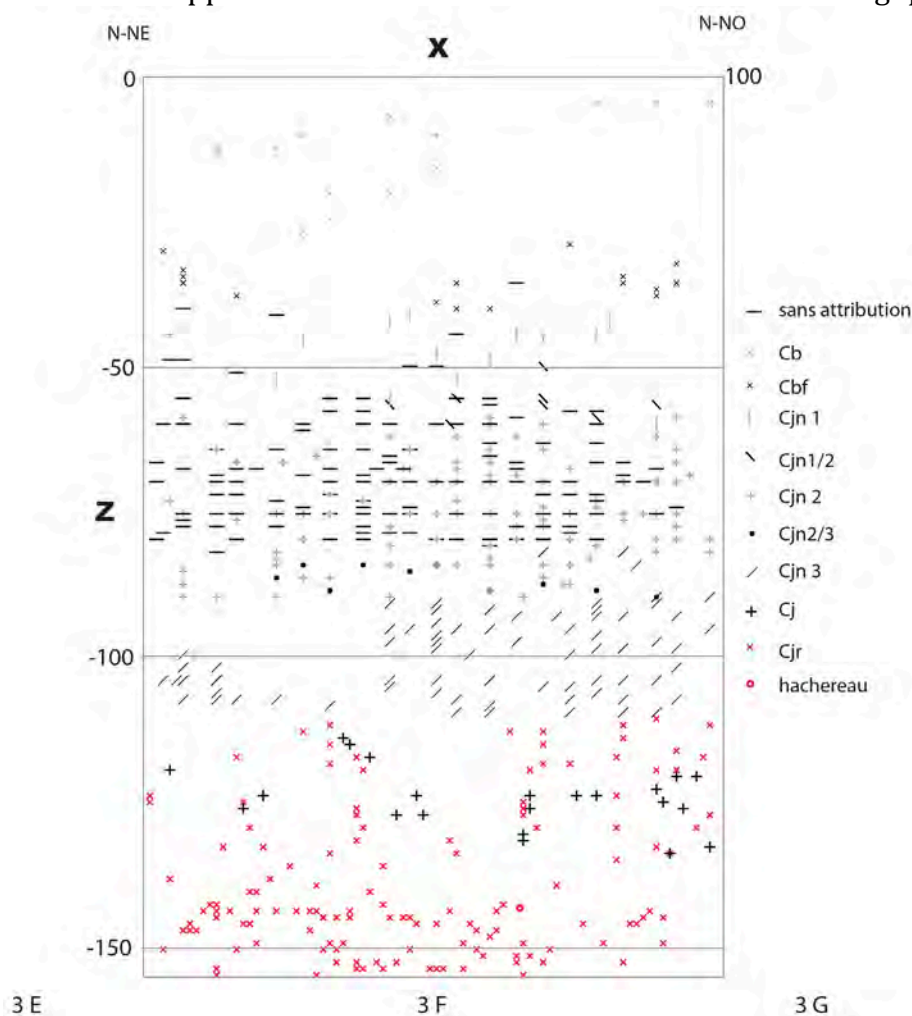 N-NE
X
N-NO
0
100
-50
Z
-100
-150
sans attribution
Cb
Cbf
Cjn 1
Cjn1/2
Cjn 2
Cjn2/3
Cjn 3
Cj
Cjr
hachereau
3 E
3 F
3 G